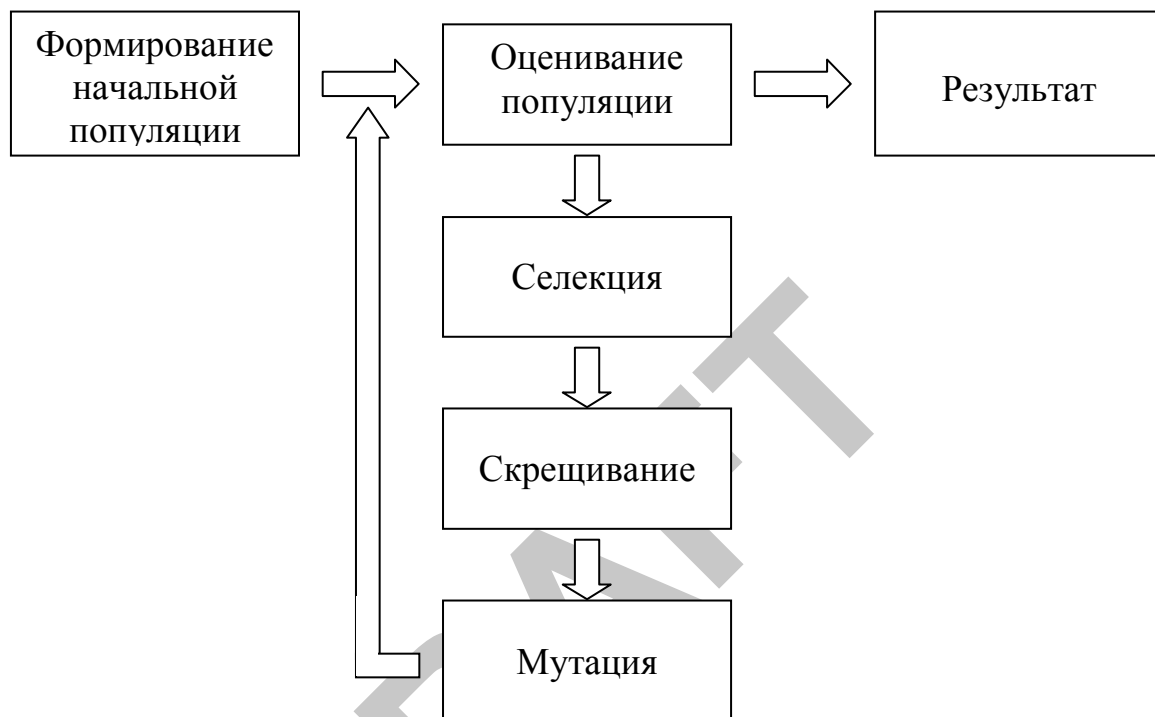 Формирование
начальной
популяции
Оценивание
популяции
Результат
Селекция
Скрещивание
Мутация